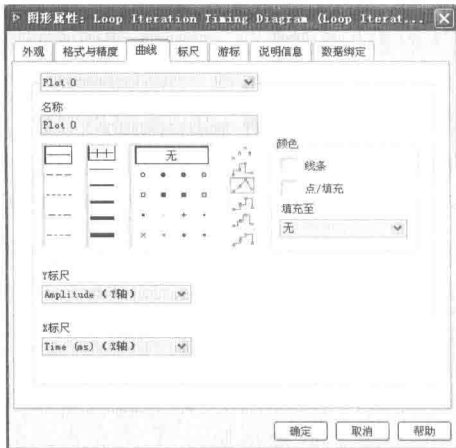 图形属性: Loop Iteration Timing Diagram (Loop Iterat...
外观 格式与精度 曲线 标尺 游标 说明信息 数据绑定
Plot 0
名称
Plot 0
无
颜色
线条
点/填充
填充至
无
Y标尺
Amplitude (Y轴)
X标尺
Time (ms) (X轴)
确定 取消 帮助